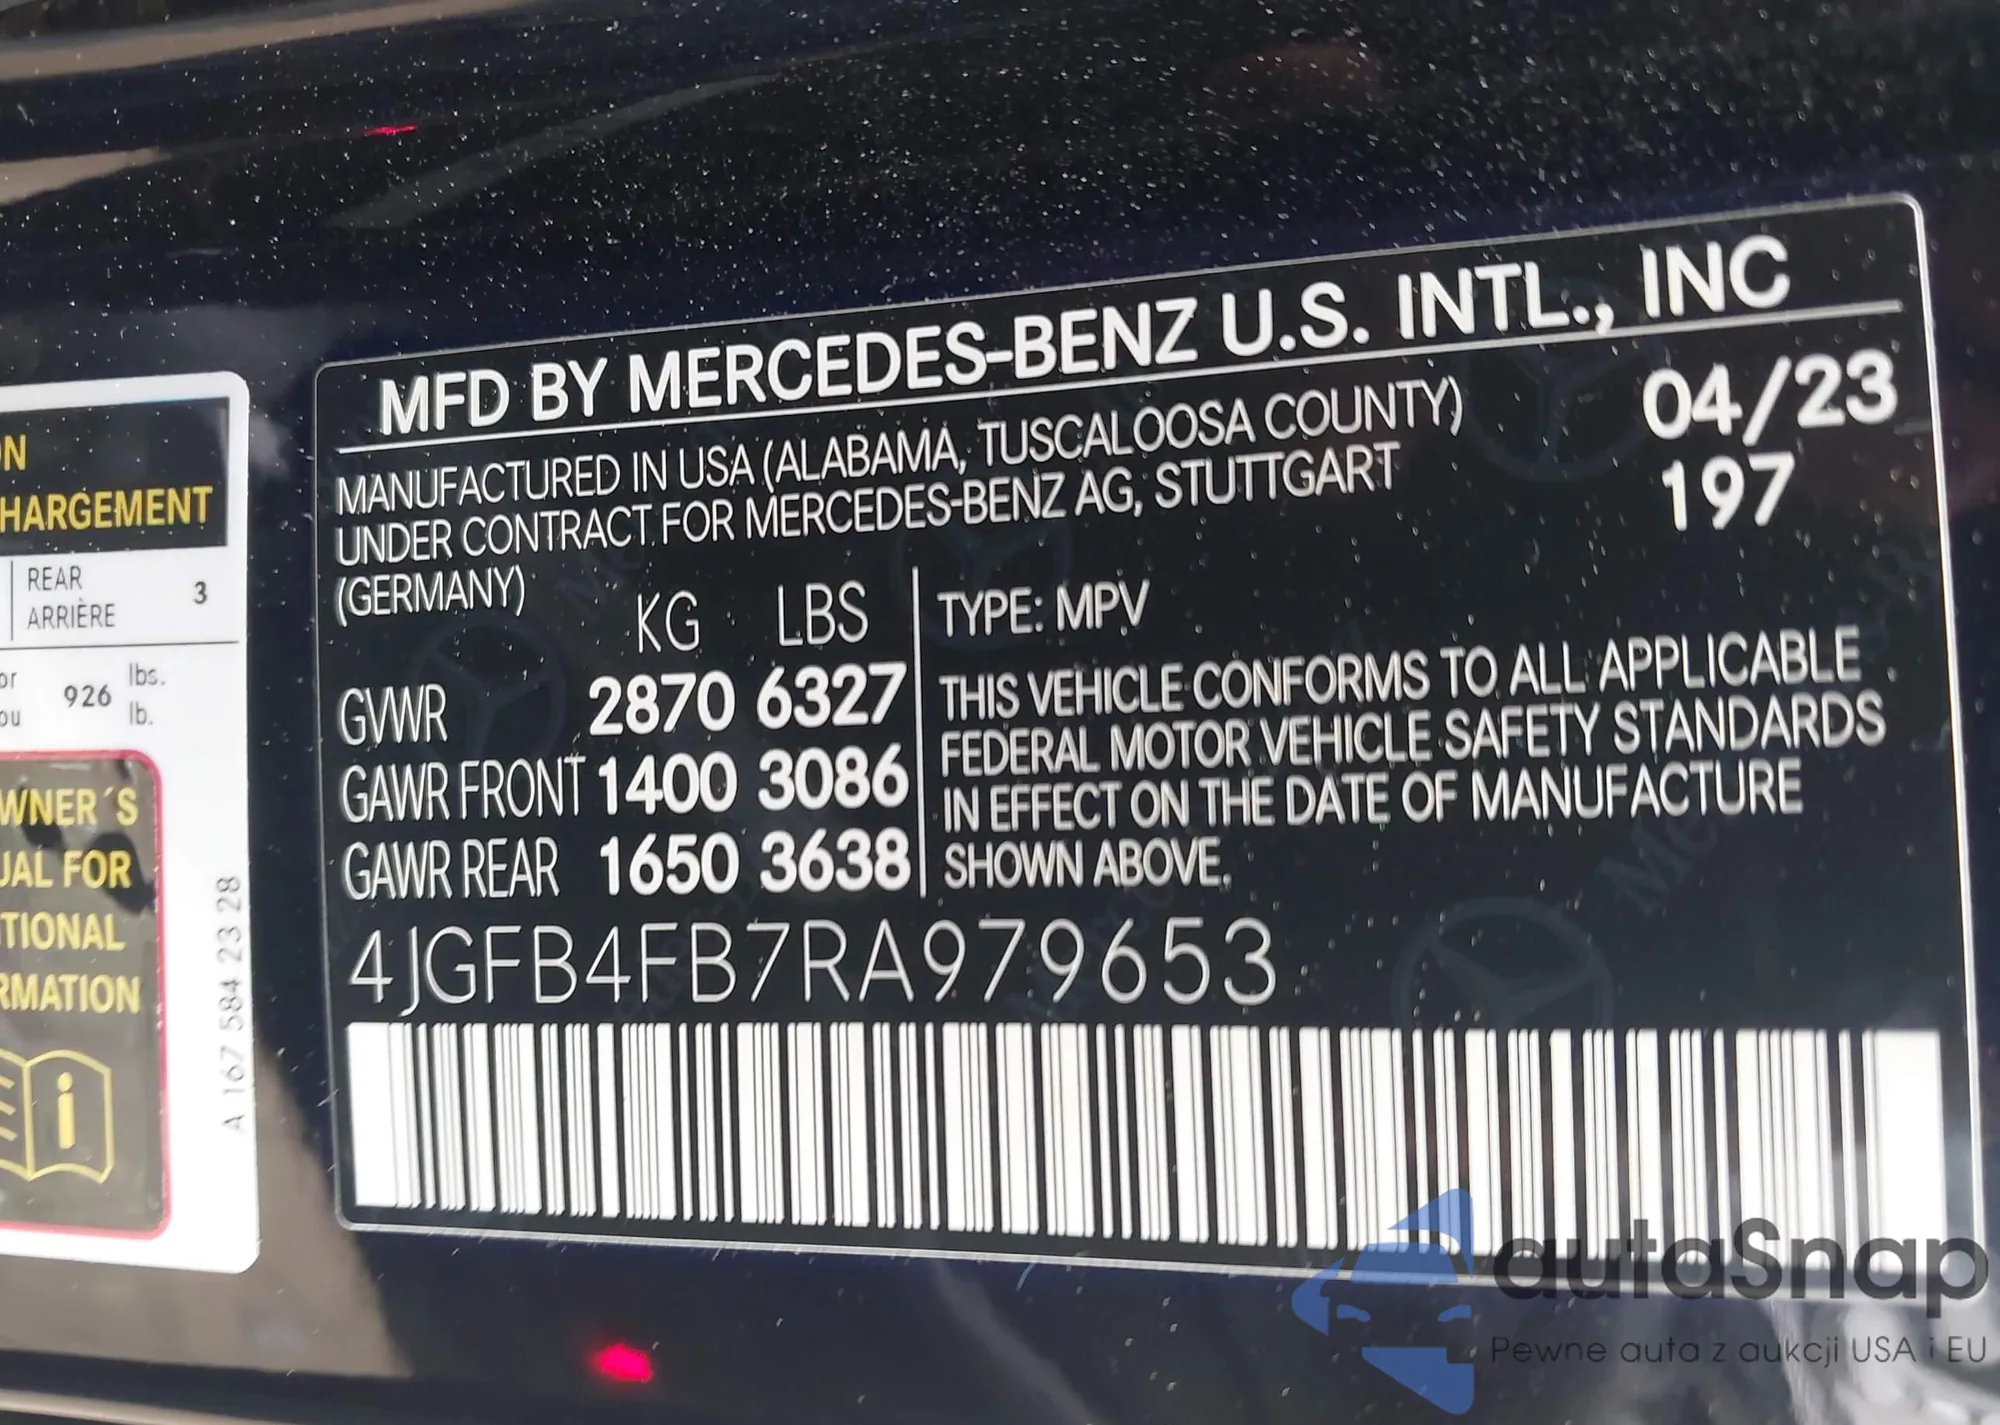 ON
HARGEMENT
REAR
ARRIÈRE
3
or
ou
926
lbs.
lb.
WNER´S
UAL FOR
TIONAL
RMATION
A 167 584 23 28
MFD BY MERCEDES-BENZ U.S. INTL., INC
MANUFACTURED IN USA (ALABAMA, TUSCALOOSA COUNTY)
UNDER CONTRACT FOR MERCEDES-BENZ AG, STUTTGART
(GERMANY)
04/23
197
KG LBS
GVWR 2870 6327
GAWR FRONT 1400 3086
GAWR REAR 1650 3638
TYPE: MPV
THIS VEHICLE CONFORMS TO ALL APPLICABLE
FEDERAL MOTOR VEHICLE SAFETY STANDARDS
IN EFFECT ON THE DATE OF MANUFACTURE
SHOWN ABOVE.
4JGFB4FB7RA979653
autaSnap
Pewne auta z aukcji USA i EU